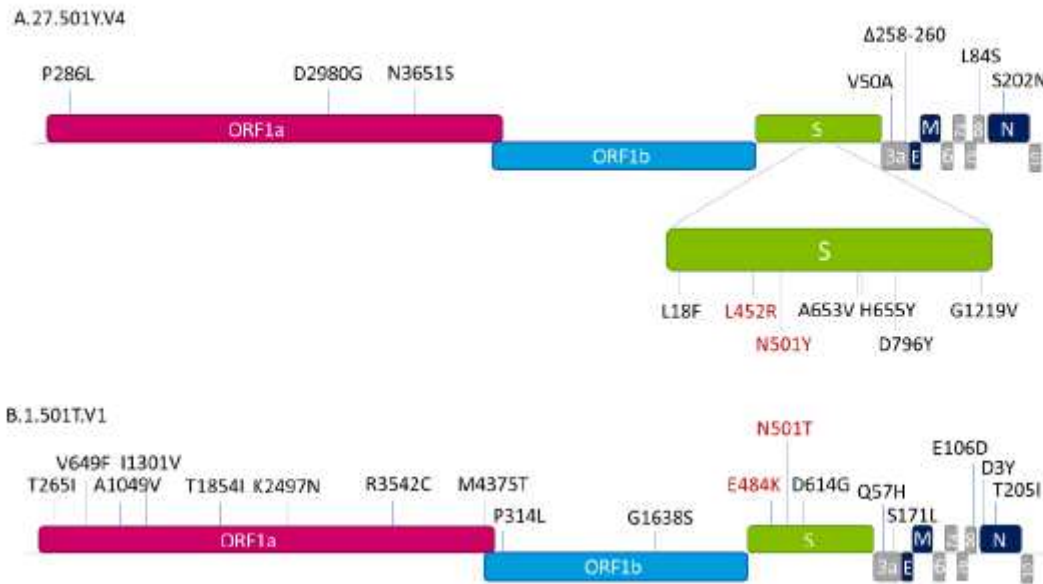 A.27.501Y.V4
Δ258-260
L84S
P286L D2980G N3651S V50A S202N
ORF1a S M N
ORF1b 3a E 6
S
L18F L452R A653V H655Y G1219V
N501Y D796Y
B.1.501T.V1
N501T
V649F I1301V E106D D3Y
T265I A1049V T1854I K2497N R3542C M4375T E484K D614G Q57H T205I
P314L G1638S S171L
ORF1a S M N
ORF1b 3a E 6